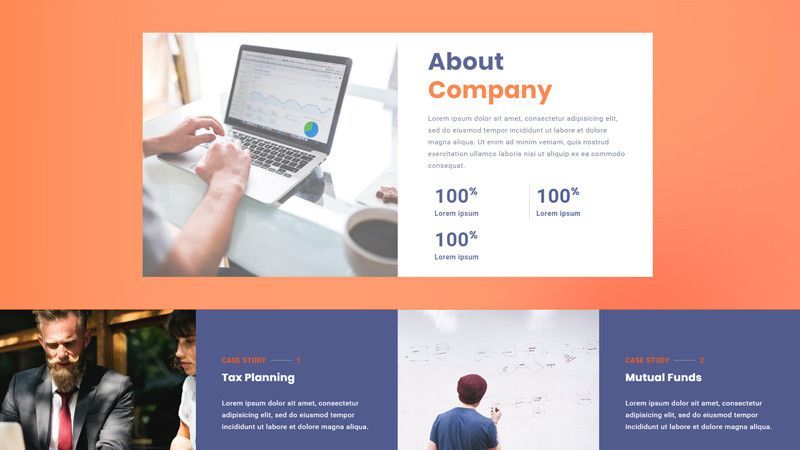 About
Company
Lorem ipsum dolor sit amet, consectetur adipisicing elit,
sed do eiusmod tempor incididunt ut labore et dolore
magna aliqua. Ut enim ad minim veniam, quis nostrud
exercitation ullamco laboris nisi ut aliquip ex ea commodo
consequat.
100%
Lorem ipsum
100%
Lorem ipsum
100%
Lorem ipsum
CASE STUDY 1
Tax Planning
Lorem ipsum dolor sit amet, consectetur
adipisicing elit, sed do eiusmod tempor
incididunt ut labore et dolore magna aliqua.
CASE STUDY 2
Mutual Funds
Lorem ipsum dolor sit amet, consectetur
adipisicing elit, sed do eiusmod tempor
incididunt ut labore et dolore magna aliqua.